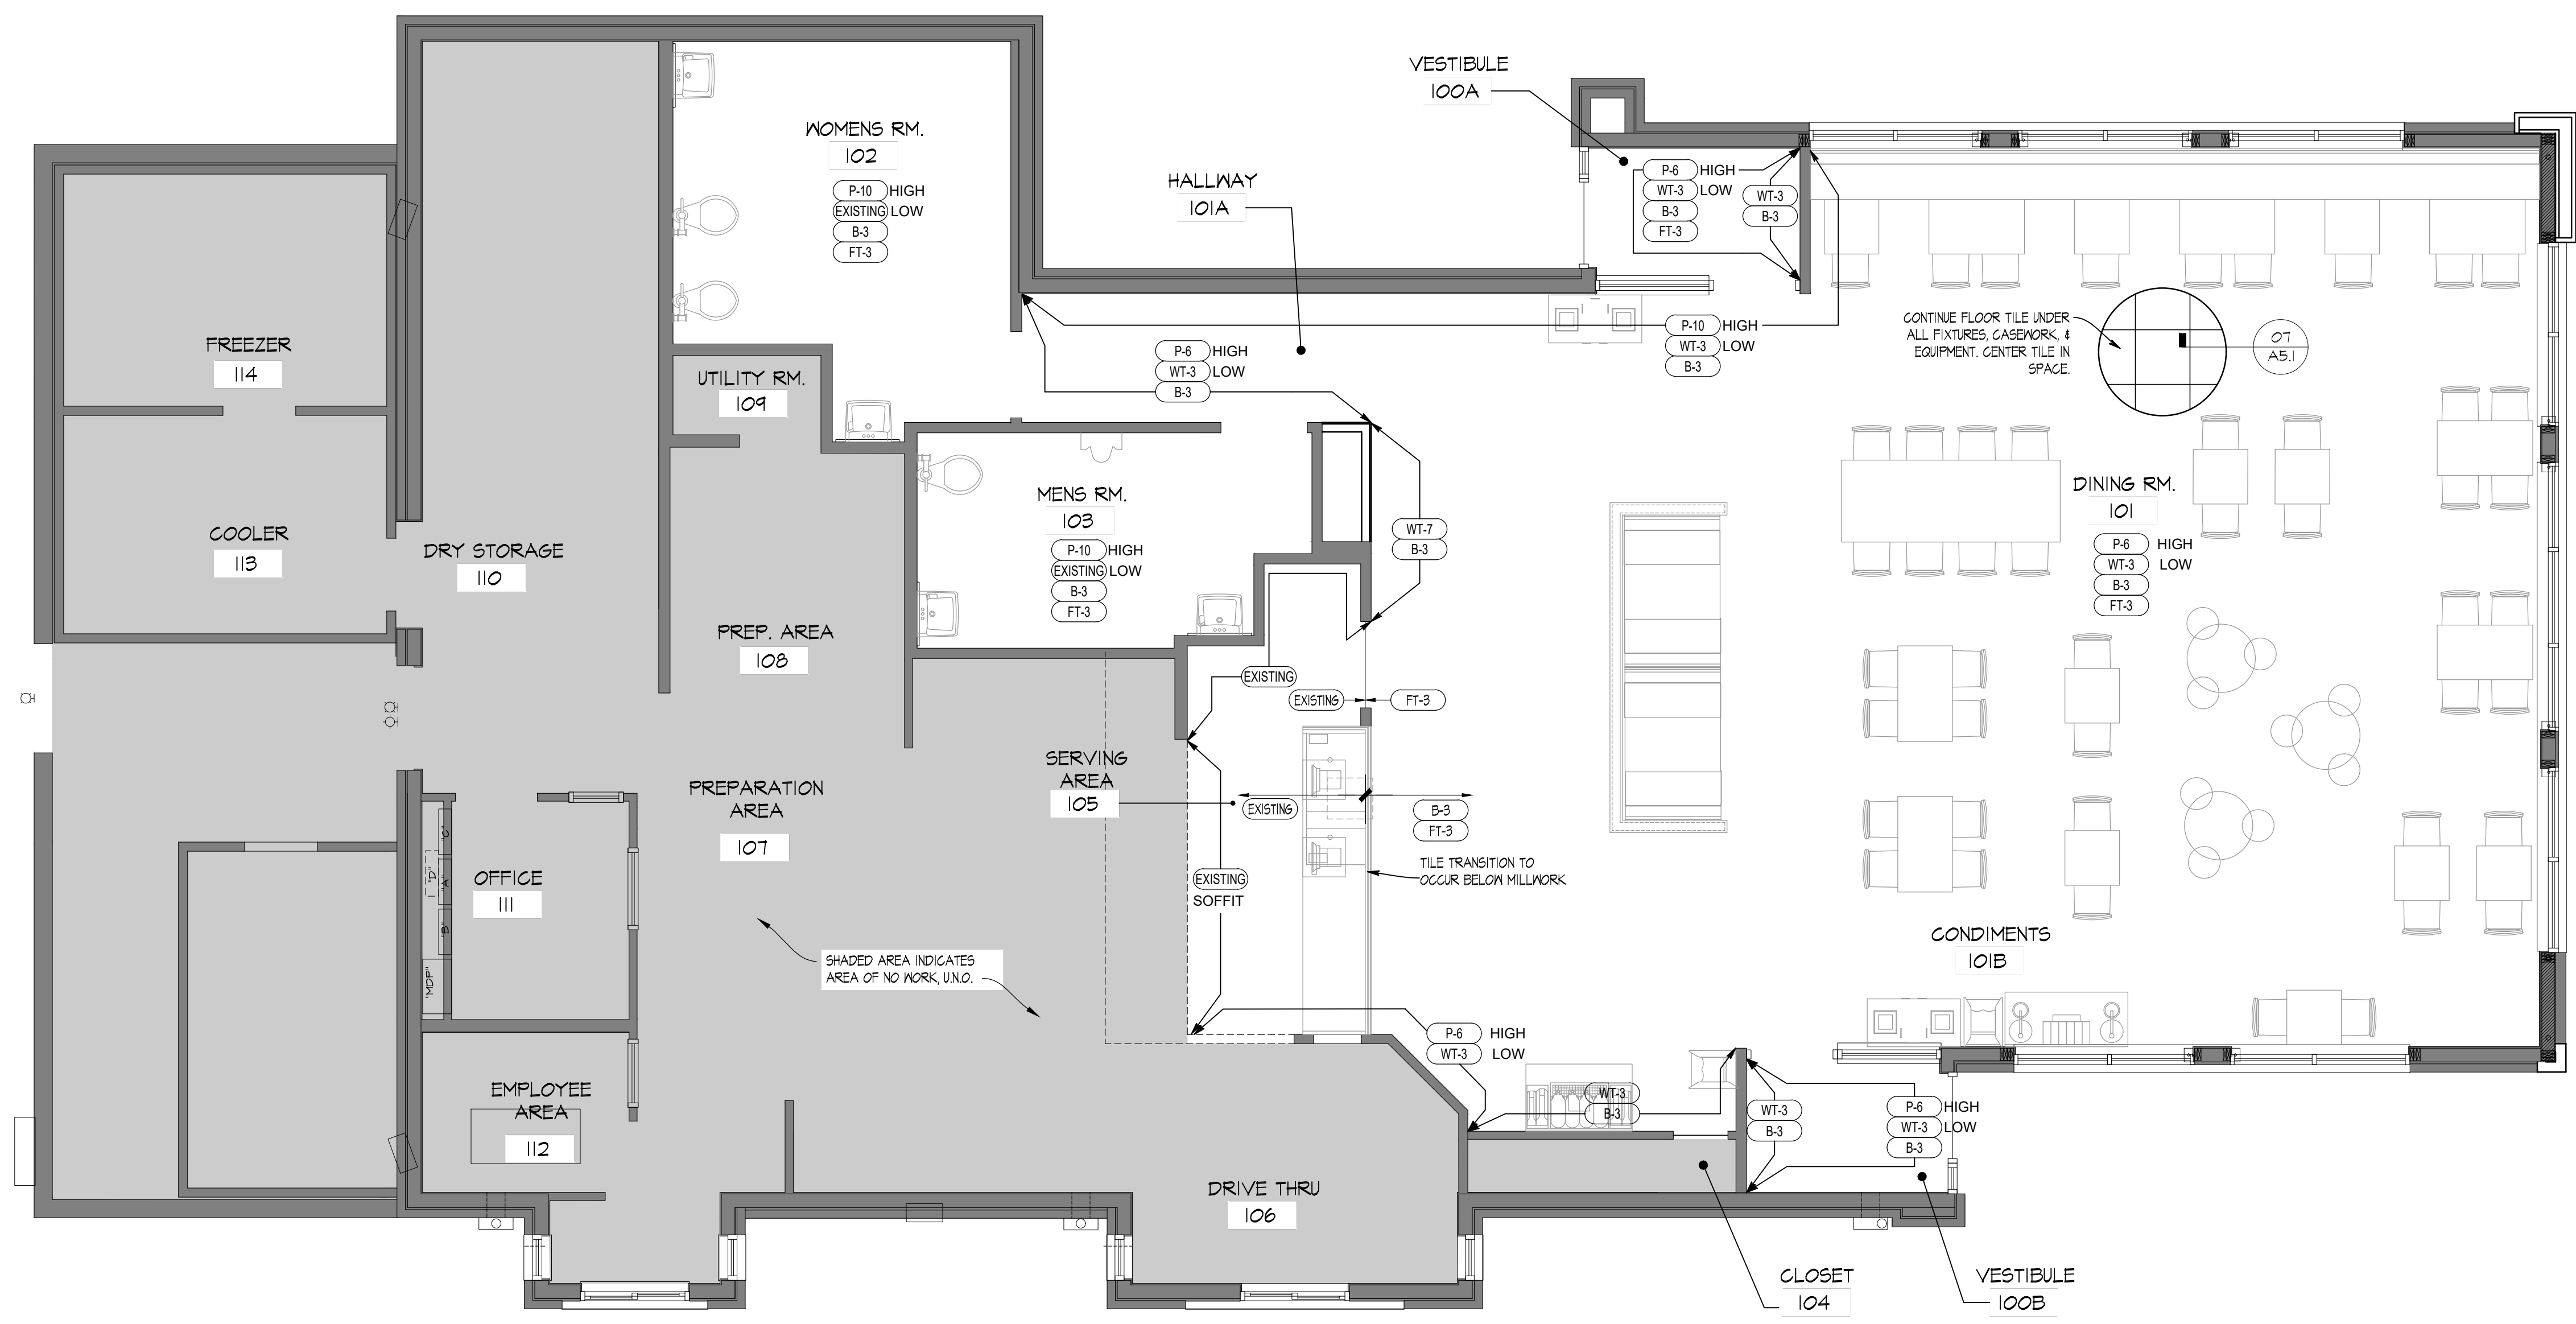 VESTIBULE
100A
WOMENS RM.
102
P-10 HIGH
EXISTING LOW
B-3
FT-3
HALLWAY
101A
P-6 HIGH
WT-3 LOW
B-3
FT-3
WT-3
B-3
FREEZER
114
UTILITY RM.
109
P-6 HIGH
WT-3 LOW
B-3
P-10 HIGH
WT-3 LOW
B-3
CONTINUE FLOOR TILE UNDER
ALL FIXTURES, CASEWORK, &
EQUIPMENT. CENTER TILE IN
SPACE.
07
A5.1
COOLER
113
DRY STORAGE
110
MENS RM.
103
P-10 HIGH
EXISTING LOW
B-3
FT-3
WT-7
B-3
DINING RM.
101
P-6 HIGH
WT-3 LOW
B-3
FT-3
PREP. AREA
108
EXISTING
EXISTING
FT-3
PREPARATION
AREA
107
SERVING
AREA
105
EXISTING
B-3
FT-3
TILE TRANSITION TO
OCCUR BELOW MILLWORK
EXISTING
SOFFIT
OFFICE
111
"C"
"D"
"A"
"B"
"MDP"
SHADED AREA INDICATES
AREA OF NO WORK, U.N.O.
CONDIMENTS
101B
P-6 HIGH
WT-3 LOW
WT-3
B-3
WT-3
B-3
P-6 HIGH
WT-3 LOW
B-3
EMPLOYEE
AREA
112
DRIVE THRU
106
CLOSET
104
VESTIBULE
100B